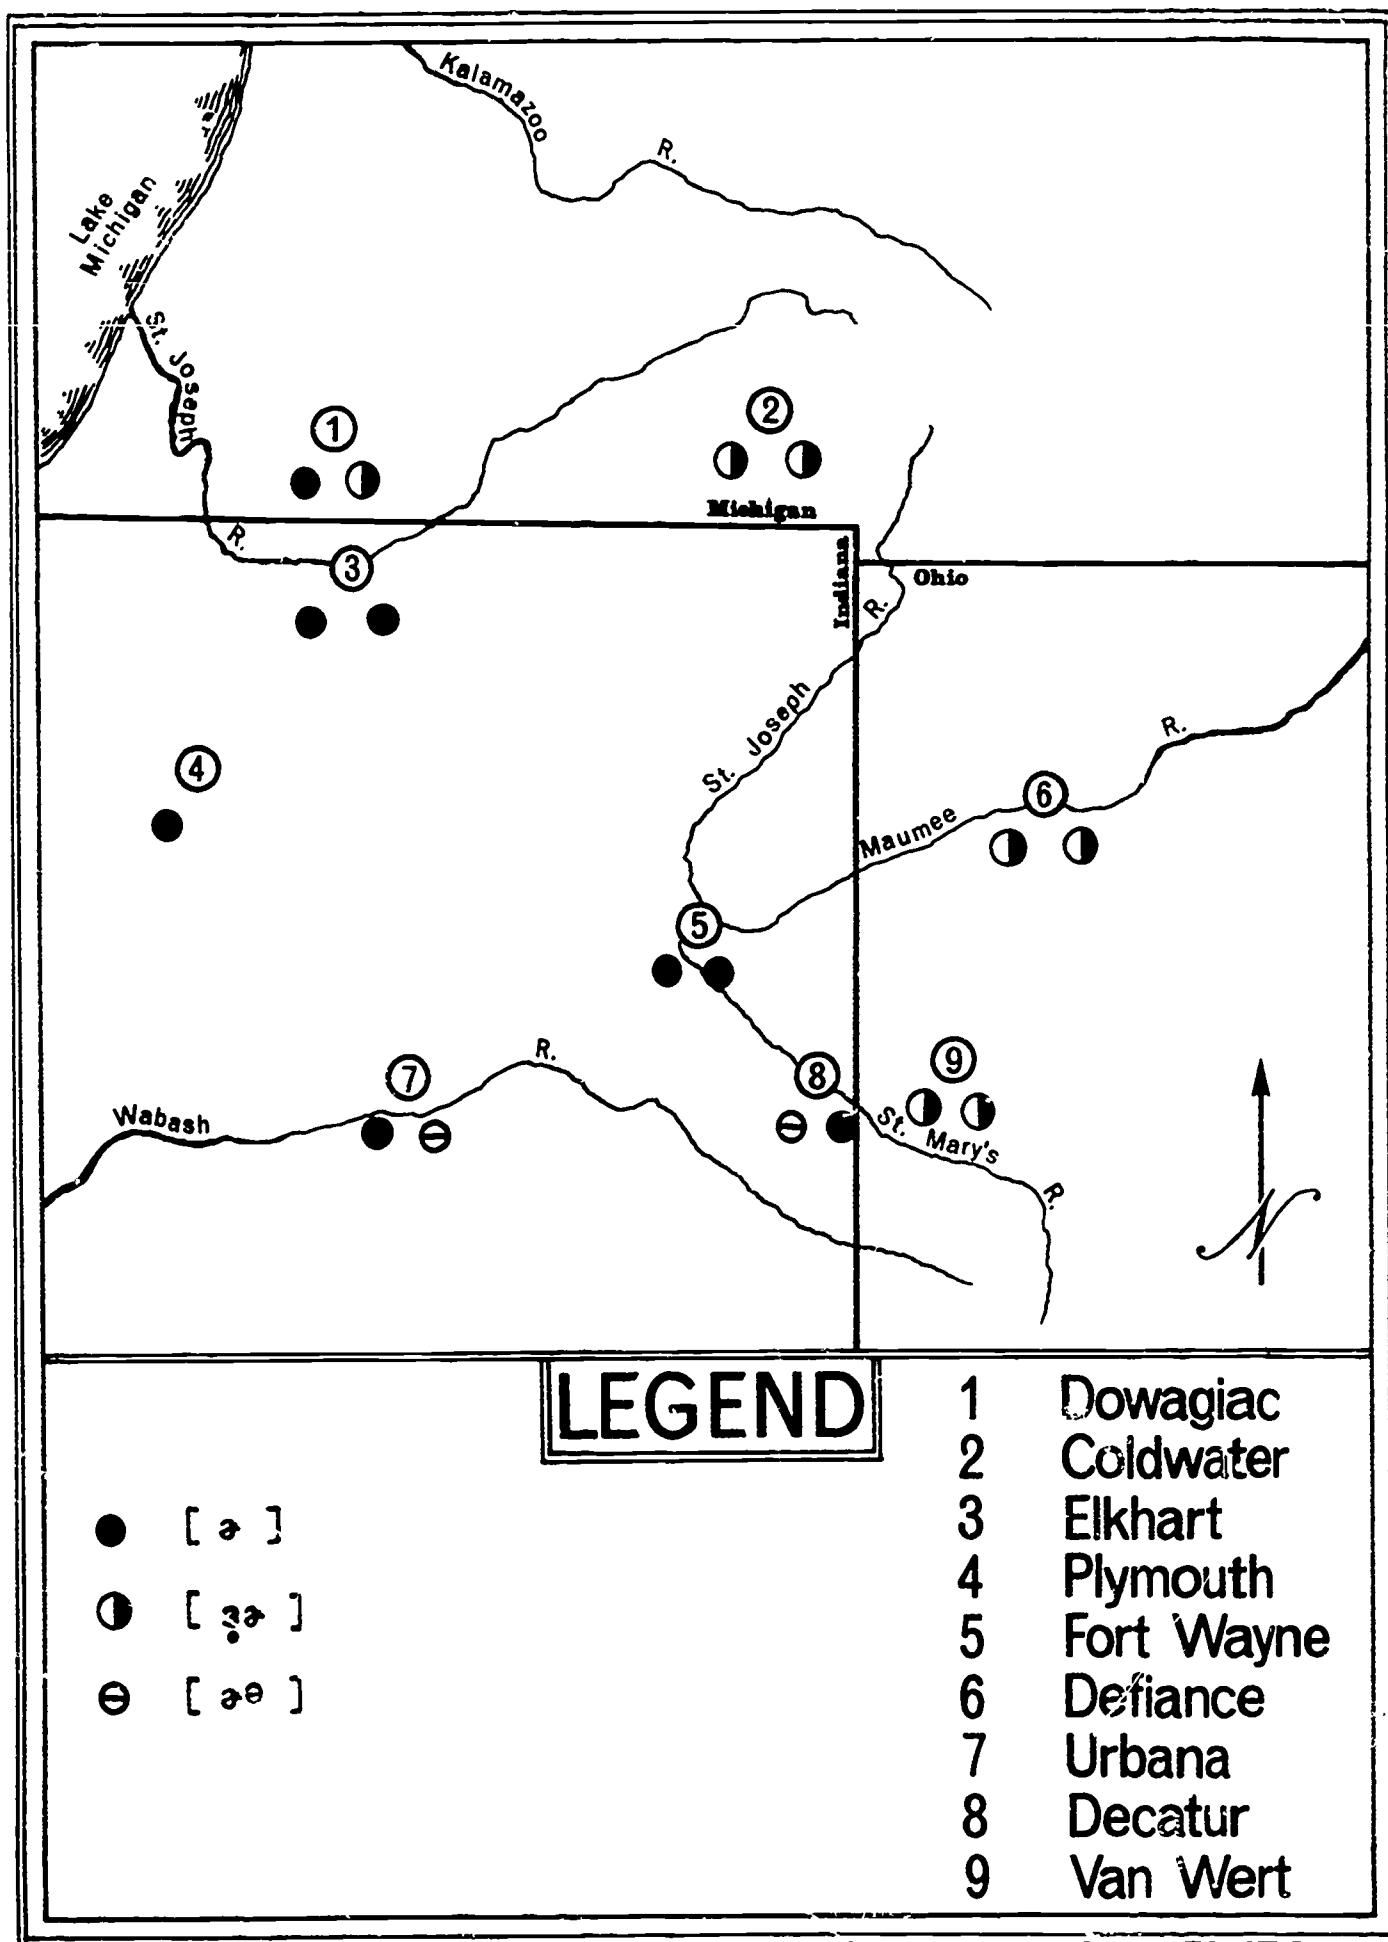 Kalamazoo R.
Lake
Michigan
St. Joseph R.
1
2
Michigan
Indiana
Ohio
3
St. Joseph R.
4
Maumee R.
6
5
7
Wabash R.
8
9
St. Mary's R.
N
LEGEND
[ ɚ ]
[ ɜ̣ɚ ]
[ ɚᶿ ]
1 Dowagiac
2 Coldwater
3 Elkhart
4 Plymouth
5 Fort Wayne
6 Defiance
7 Urbana
8 Decatur
9 Van Wert